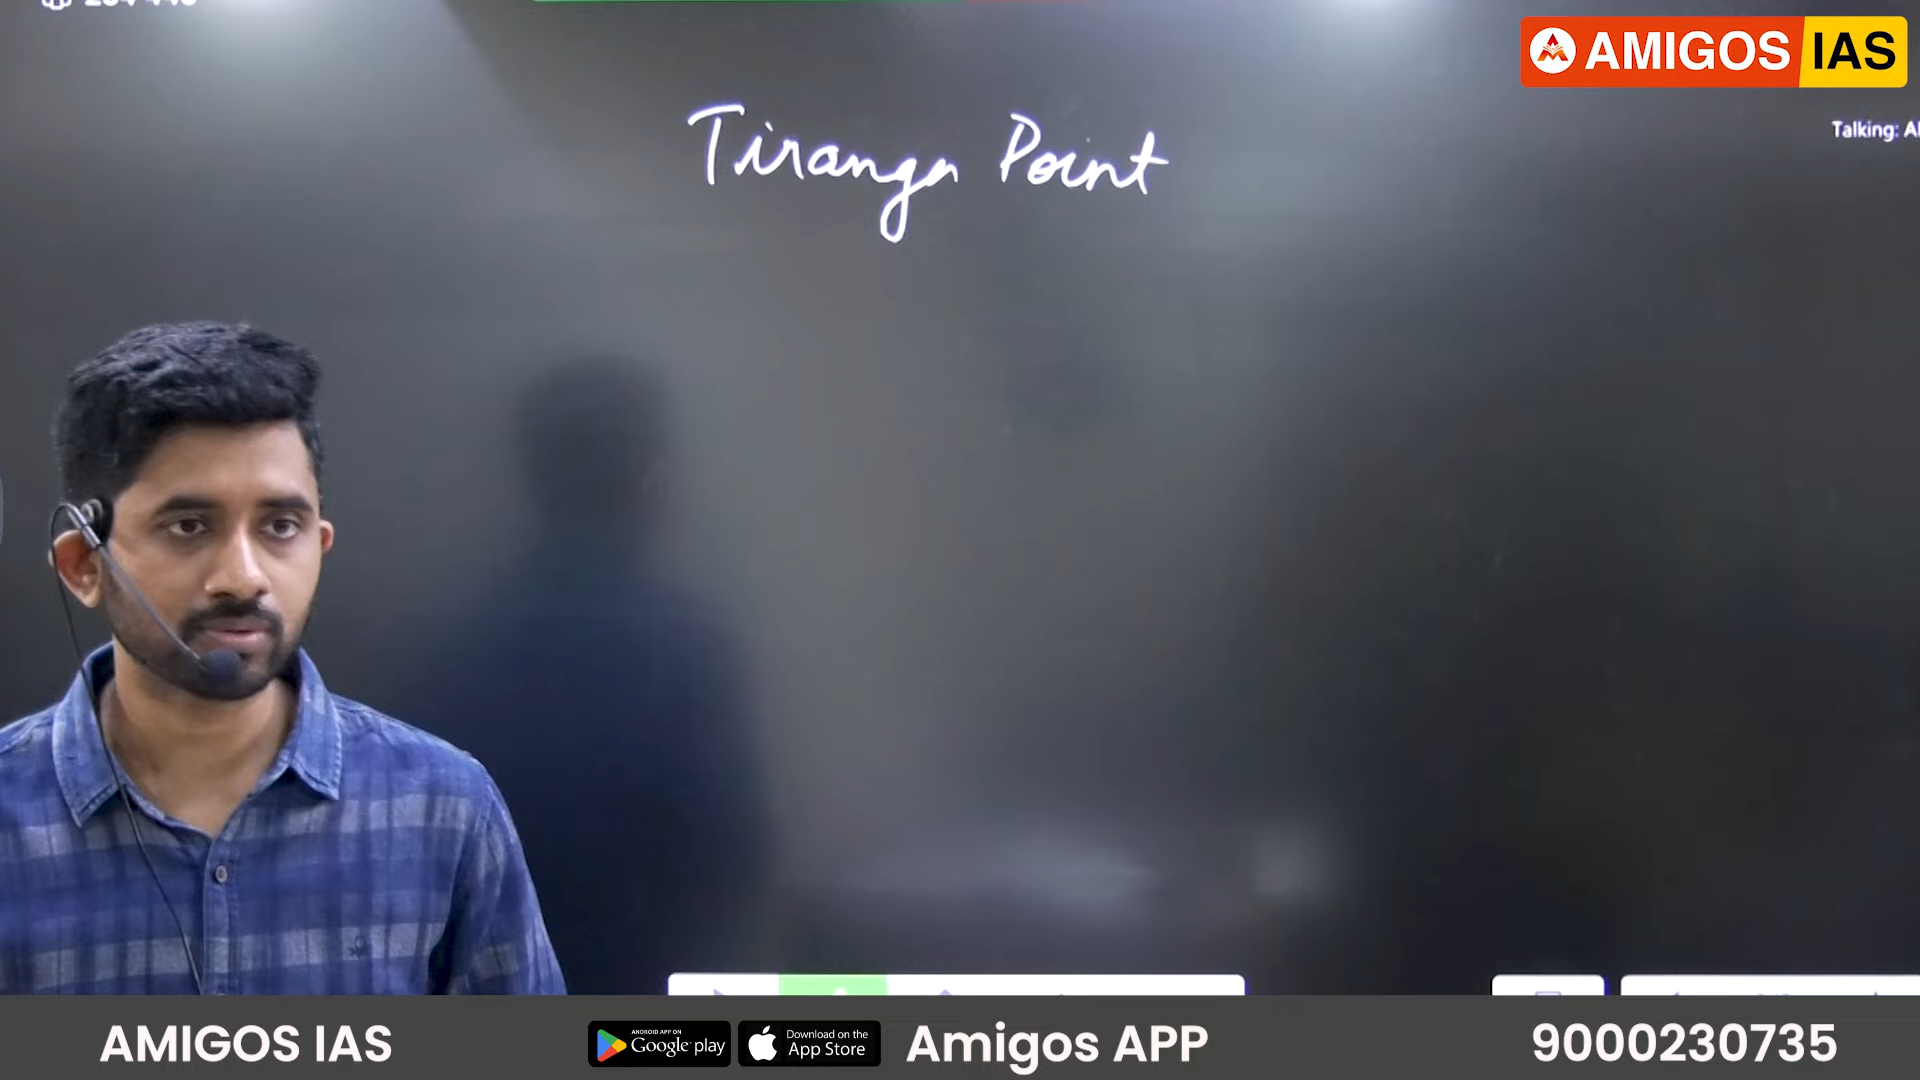 AMIGOS IAS
Talking:
Tiranga Point
AMIGOS IAS
ANDROID APP ON
Google play
Download on the
App Store
Amigos APP
9000230735